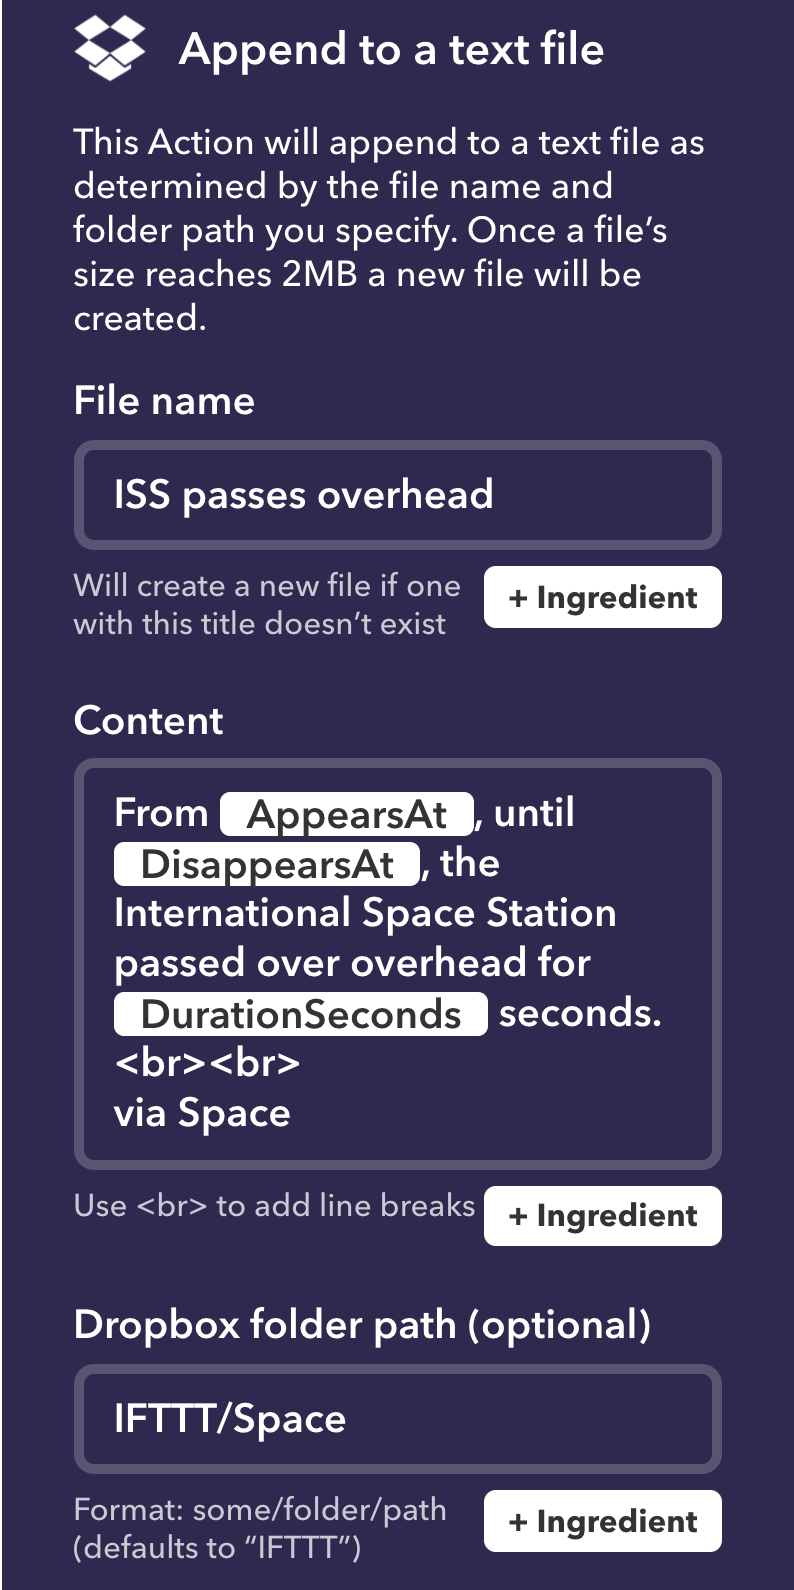 Append to a text file
This Action will append to a text file as
determined by the file name and
folder path you specify. Once a file’s
size reaches 2MB a new file will be
created.
File name
ISS passes overhead
Will create a new file if one
with this title doesn’t exist
+ Ingredient
Content
From AppearsAt, until
DisappearsAt, the
International Space Station
passed over overhead for
DurationSeconds seconds.
<br><br>
via Space
Use <br> to add line breaks
+ Ingredient
Dropbox folder path (optional)
IFTTT/Space
Format: some/folder/path
(defaults to “IFTTT”)
+ Ingredient